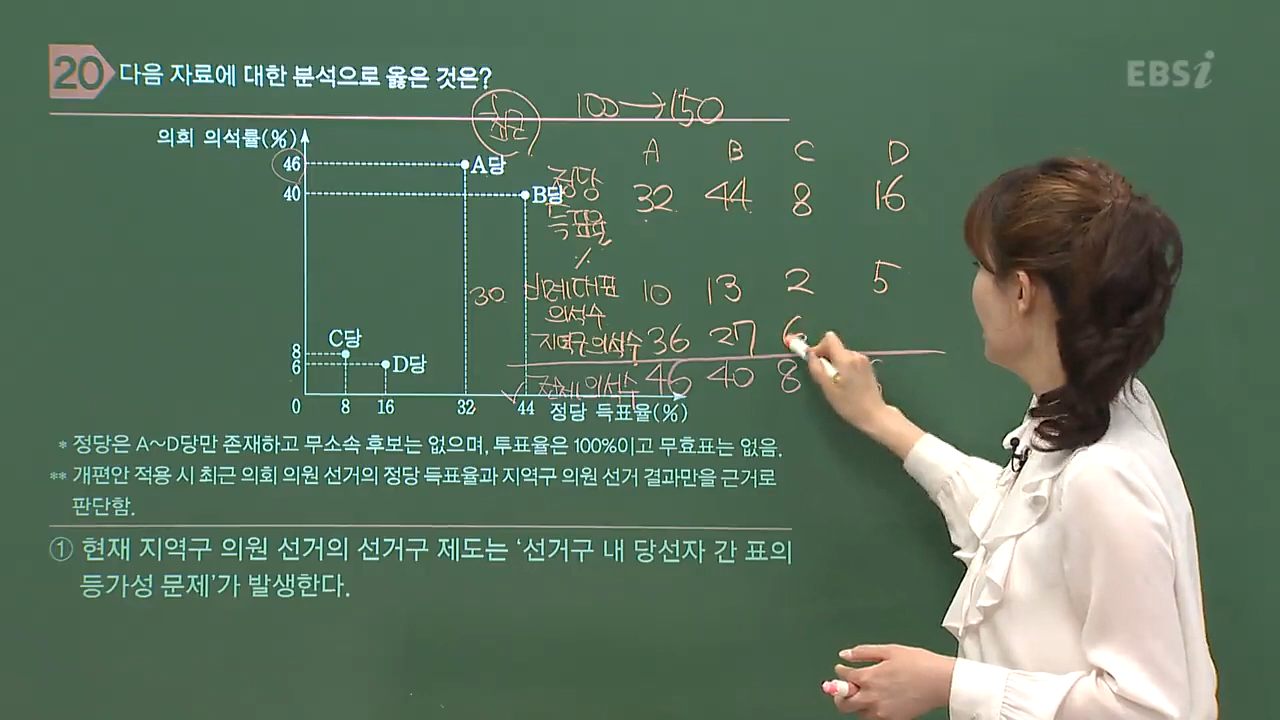 20 다음 자료에 대한 분석으로 옳은 것은?
EBSi
100→150
최근
의회 의석률(%)
A B C D
46 A당
40 B당
정당 득표율 % 32 44 8 16
30 비례대표 의석수 10 13 2 5
지역구의석수 36 27 6
전체의석수 46 40 8
C당
8
6 D당
0 8 16 32 44 정당 득표율(%)
* 정당은 A~D당만 존재하고 무소속 후보는 없으며, 투표율은 100%이고 무효표는 없음.
** 개편안 적용 시 최근 의회 의원 선거의 정당 득표율과 지역구 의원 선거 결과만을 근거로
판단함.
① 현재 지역구 의원 선거의 선거구 제도는 '선거구 내 당선자 간 표의
등가성 문제'가 발생한다.